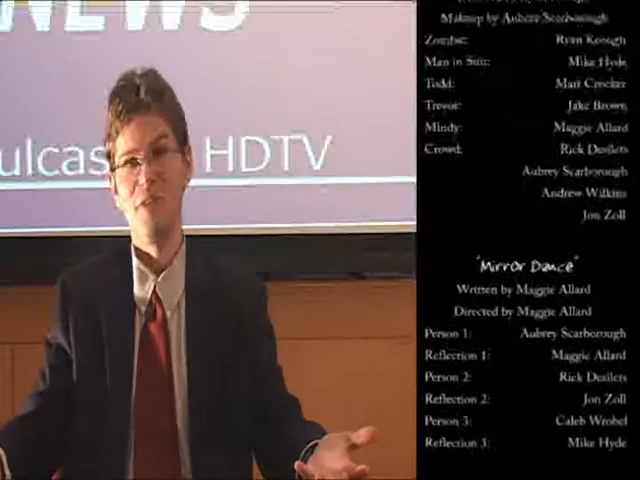 NEWS
ulcas HDTV
Makeup by Aubrey Scarborough
Zombie: Ryan Keough
Man in Suit: Mike Hyde
Todd: Matt Crocker
Trevor: Jake Brown
Mindy: Maggie Allard
Crowd: Rick Desilets
Aubrey Scarborough
Andrew Wilkins
Jon Zoll
"Mirror Dance"
Written by Maggie Allard
Directed by Maggie Allard
Person 1: Aubrey Scarborough
Reflection 1: Maggie Allard
Person 2: Rick Desilets
Reflection 2: Jon Zoll
Person 3: Caleb Wrobel
Reflection 3: Mike Hyde